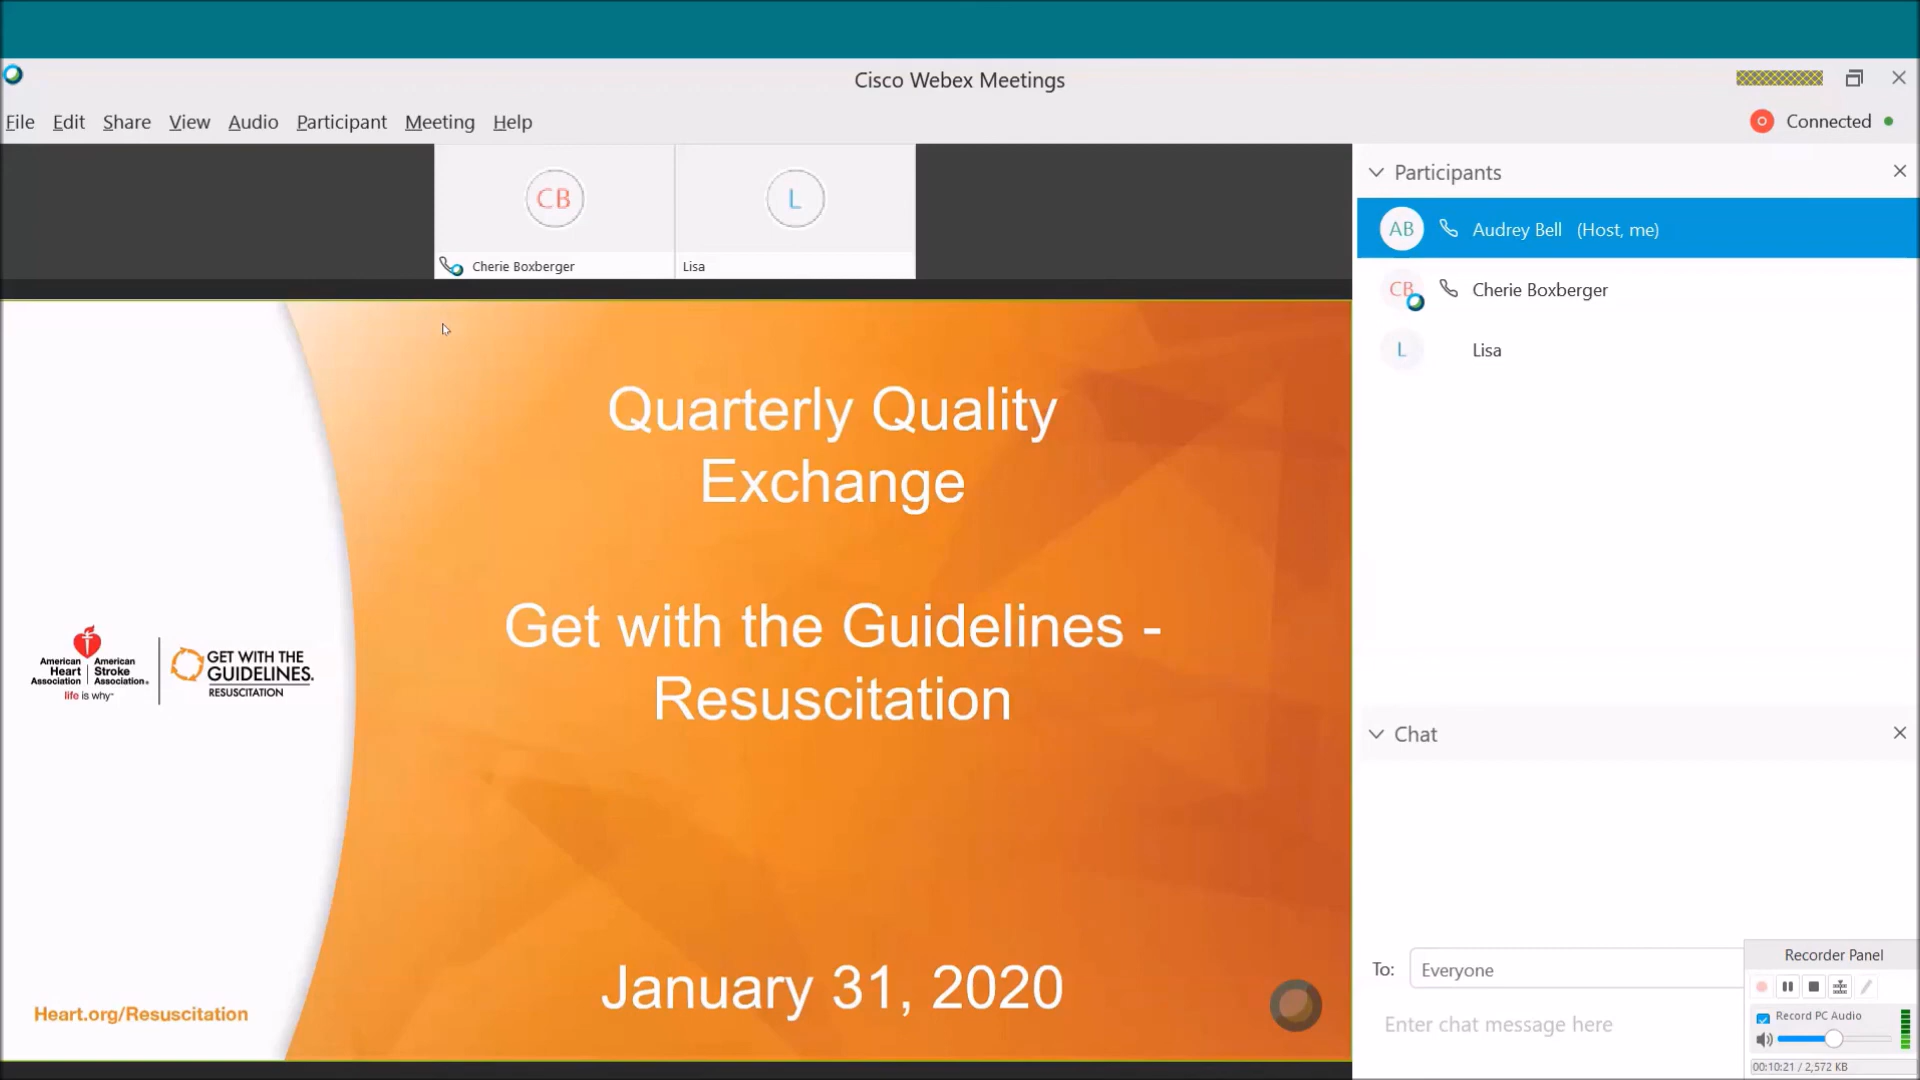 Cisco Webex Meetings
File Edit Share View Audio Participant Meeting Help
Connected
CB
L
Cherie Boxberger
Lisa
Participants
AB Audrey Bell (Host, me)
CB Cherie Boxberger
L Lisa
Quarterly Quality
Exchange
Get with the Guidelines -
Resuscitation
January 31, 2020
American Heart Association
American Stroke Association®
life is why™
GET WITH THE
GUIDELINES.
RESUSCITATION
Heart.org/Resuscitation
Chat
To: Everyone
Enter chat message here
Recorder Panel
Record PC Audio
00:10:21 / 2,572 KB